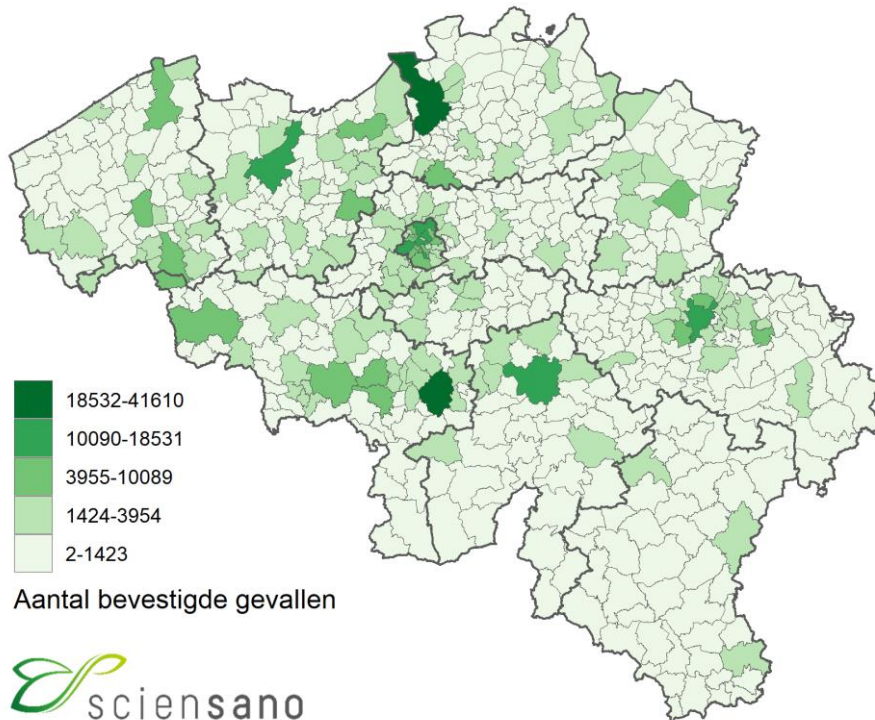 18532-41610
10090-18531
3955-10089
1424-3954
2-1423
Aantal bevestigde gevallen
sciensano